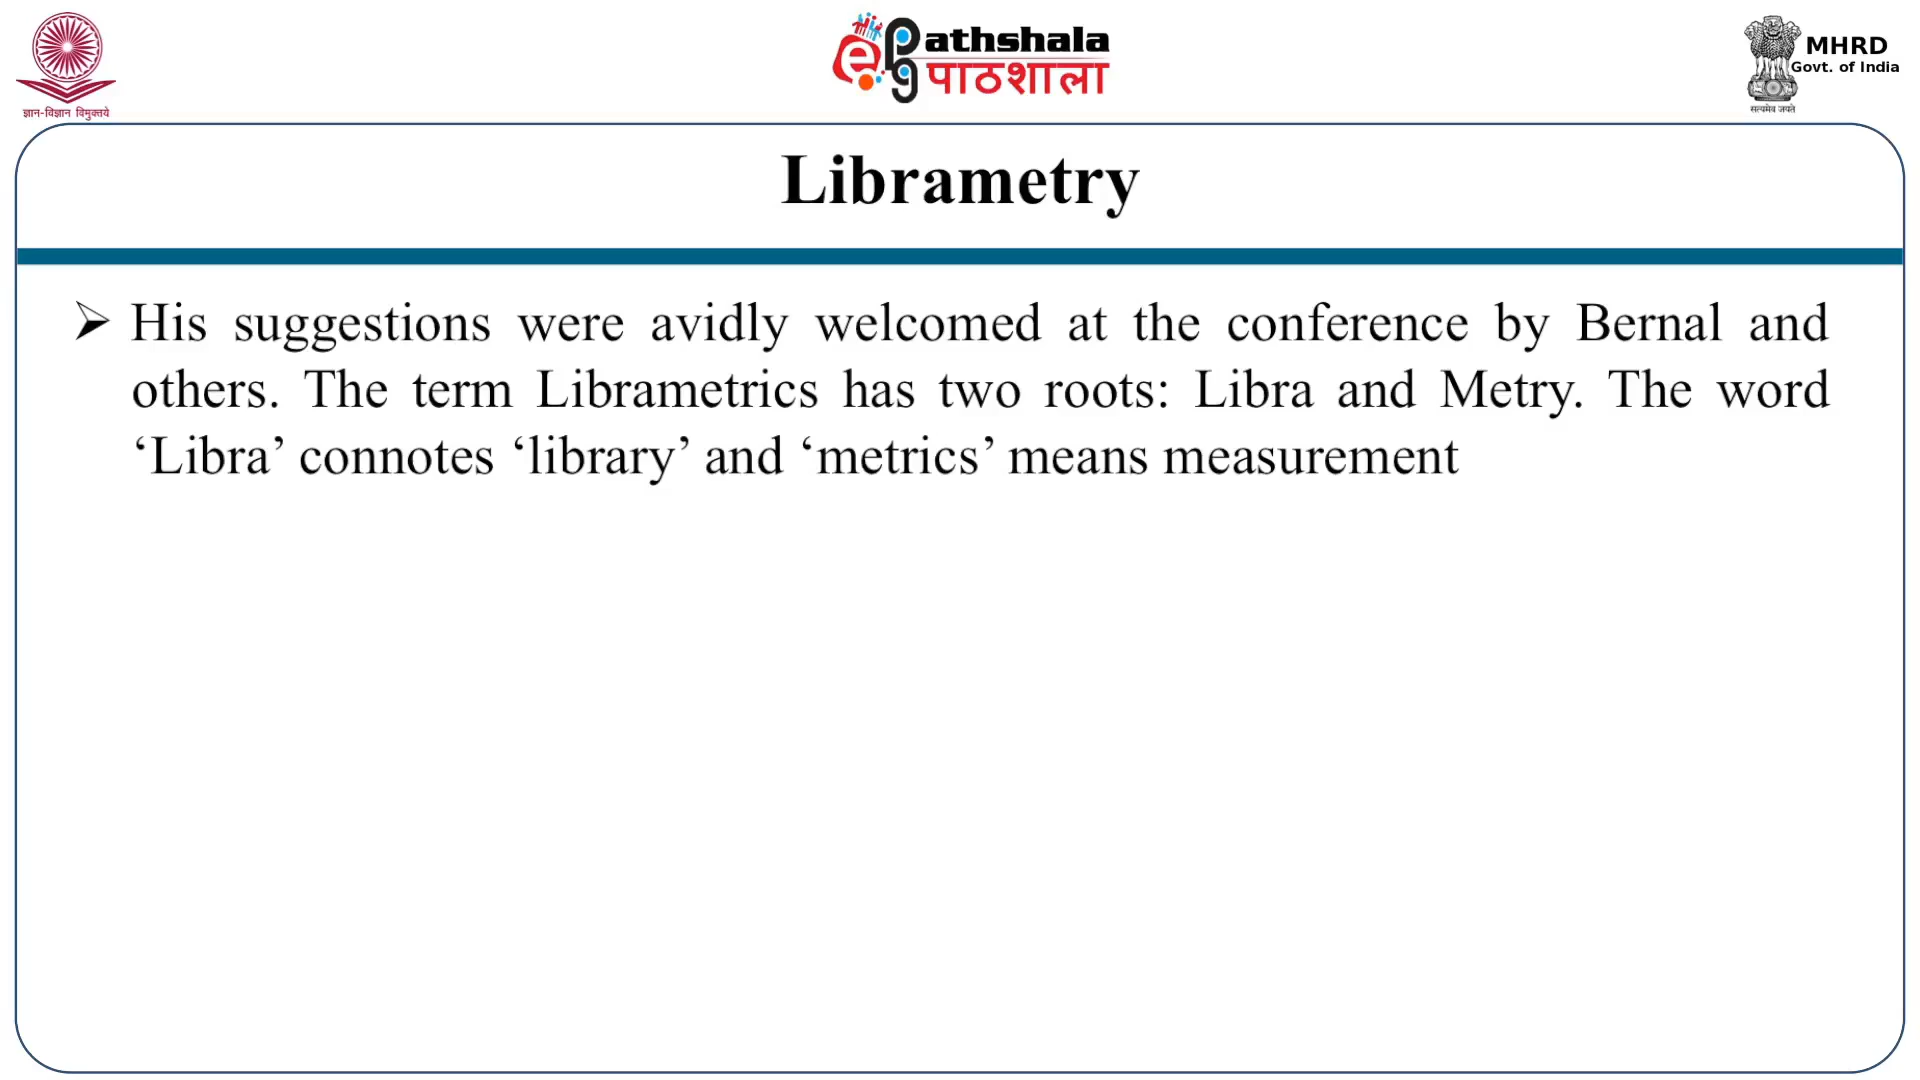 ज्ञान-विज्ञान विमुक्तये
e PG Pathshala
पाठशाला
MHRD
Govt. of India
सत्यमेव जयते
Librametry
➢ His suggestions were avidly welcomed at the conference by Bernal and
others. The term Librametrics has two roots: Libra and Metry. The word
‘Libra’ connotes ‘library’ and ‘metrics’ means measurement